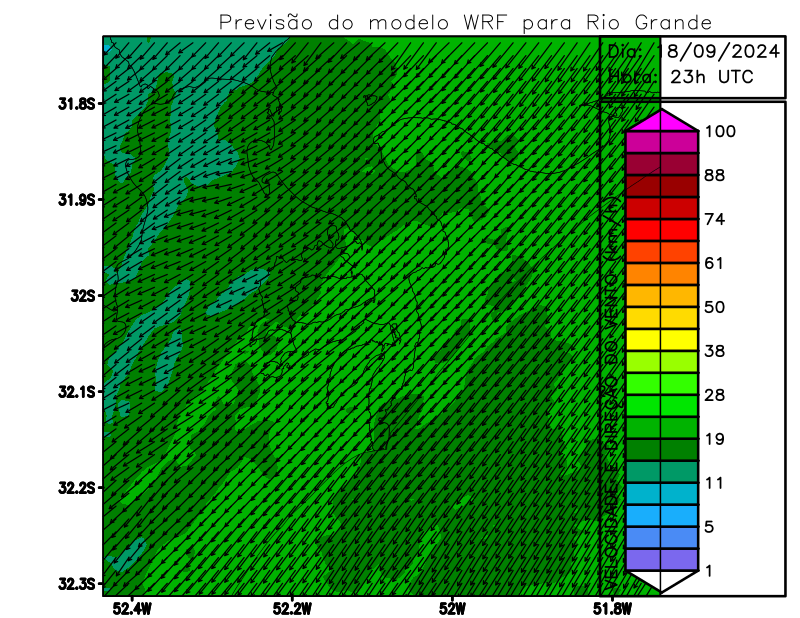 Previsão do modelo WRF para Rio Grande
Dia: 18/09/2024
Hora: 23h UTC
31.8S
31.9S
32S
32.1S
32.2S
32.3S
52.4W
52.2W
52W
51.8W
100
88
74
61
50
38
28
19
11
5
1
VELOCIDADE E DIREÇÃO DO VENTO (km/h)